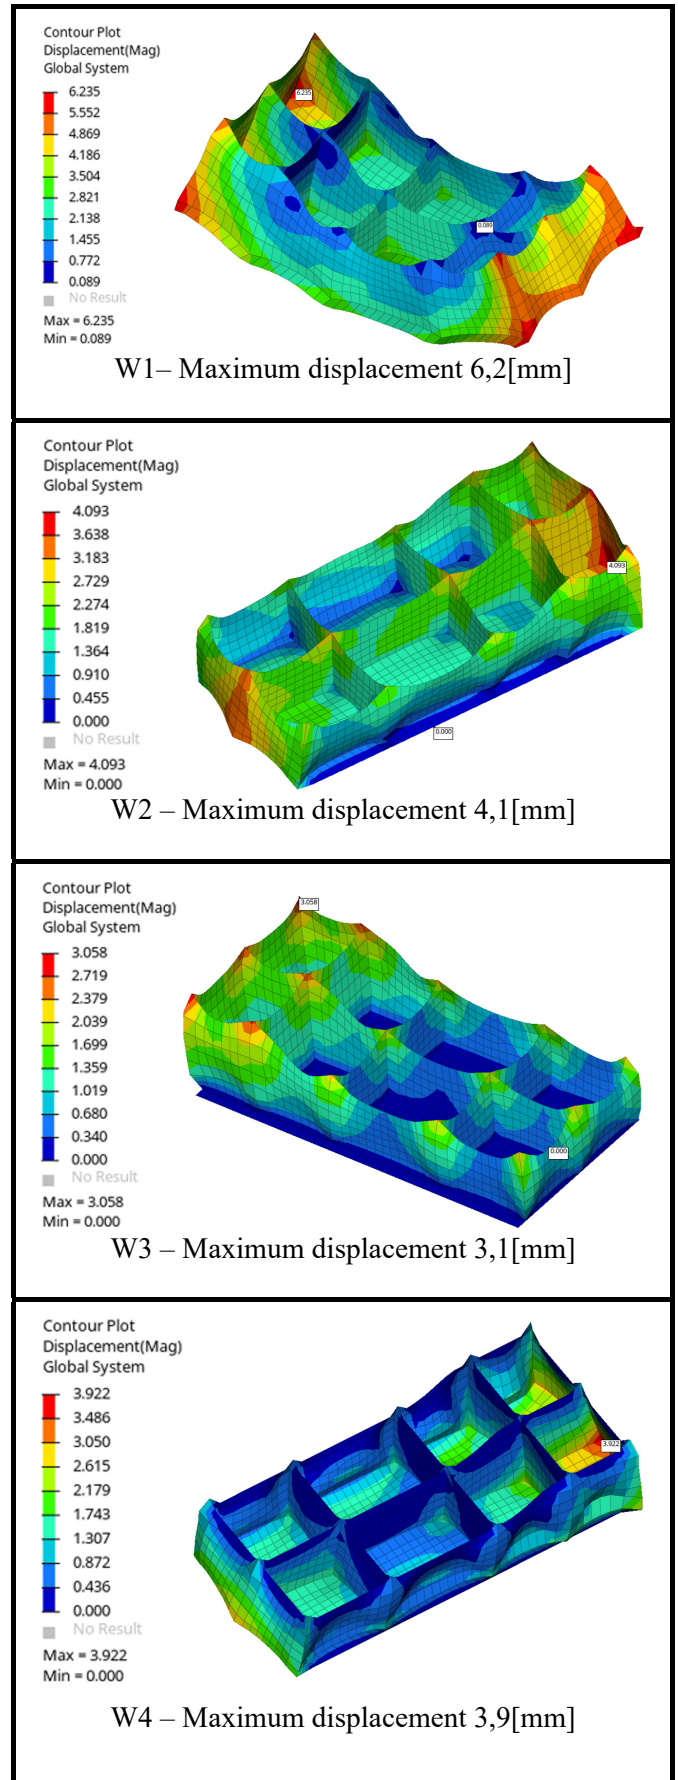 Contour Plot
Displacement(Mag)
Global System
6.235
5.552
4.869
4.186
3.504
2.821
2.138
1.455
0.772
0.089
No Result
Max = 6.235
Min = 0.089
6.235
0.089
W1– Maximum displacement 6,2[mm]
Contour Plot
Displacement(Mag)
Global System
4.093
3.638
3.183
2.729
2.274
1.819
1.364
0.910
0.455
0.000
No Result
Max = 4.093
Min = 0.000
4.093
0.000
W2 – Maximum displacement 4,1[mm]
Contour Plot
Displacement(Mag)
Global System
3.058
2.719
2.379
2.039
1.699
1.359
1.019
0.680
0.340
0.000
No Result
Max = 3.058
Min = 0.000
3.058
0.000
W3 – Maximum displacement 3,1[mm]
Contour Plot
Displacement(Mag)
Global System
3.922
3.486
3.050
2.615
2.179
1.743
1.307
0.872
0.436
0.000
No Result
Max = 3.922
Min = 0.000
3.922
W4 – Maximum displacement 3,9[mm]